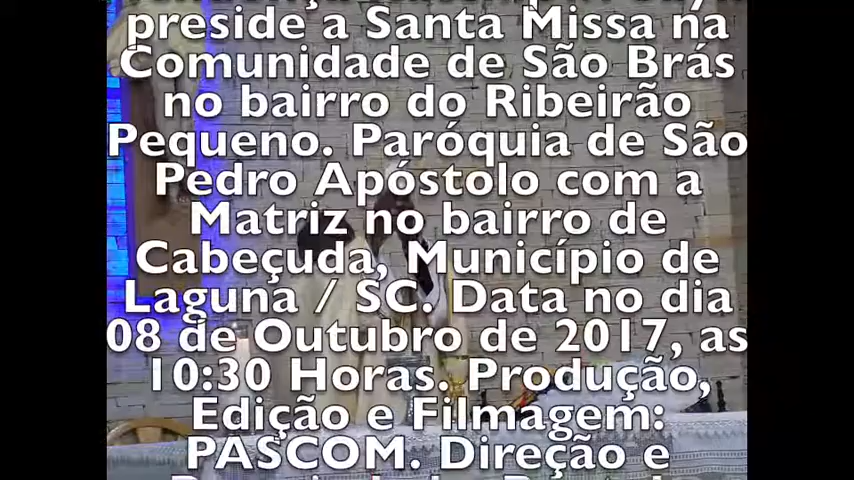 preside a Santa Missa na
Comunidade de São Brás
no bairro do Ribeirão
Pequeno. Paróquia de São
Pedro Apóstolo com a
Matriz no bairro de
Cabeçuda, Município de
Laguna / SC. Data no dia
08 de Outubro de 2017, as
10:30 Horas. Produção,
Edição e Filmagem:
PASCOM. Direção e